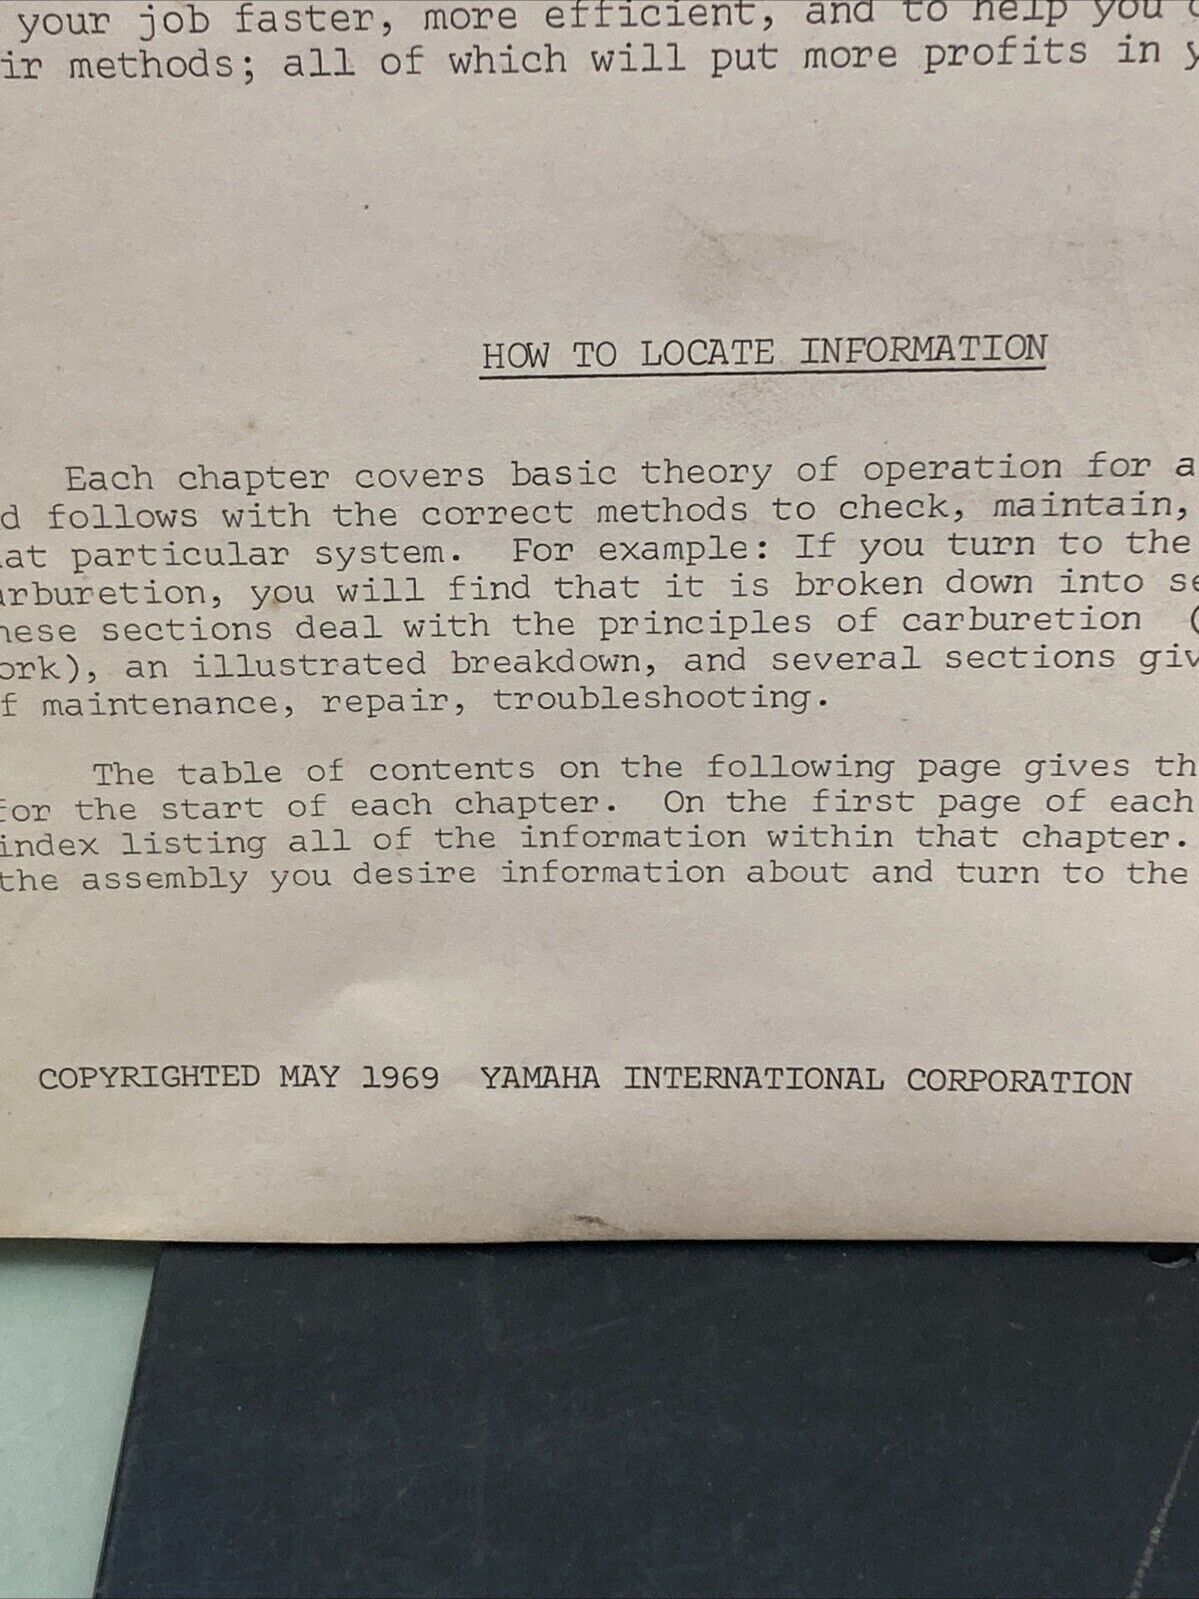 your job faster, more efficient, and to help you
ir methods; all of which will put more profits in y
HOW TO LOCATE INFORMATION
Each chapter covers basic theory of operation for a
d follows with the correct methods to check, maintain,
at particular system. For example: If you turn to the
arburetion, you will find that it is broken down into se
hese sections deal with the principles of carburetion (
ork), an illustrated breakdown, and several sections giv
f maintenance, repair, troubleshooting.
The table of contents on the following page gives th
for the start of each chapter. On the first page of each
index listing all of the information within that chapter.
the assembly you desire information about and turn to the
COPYRIGHTED MAY 1969 YAMAHA INTERNATIONAL CORPORATION